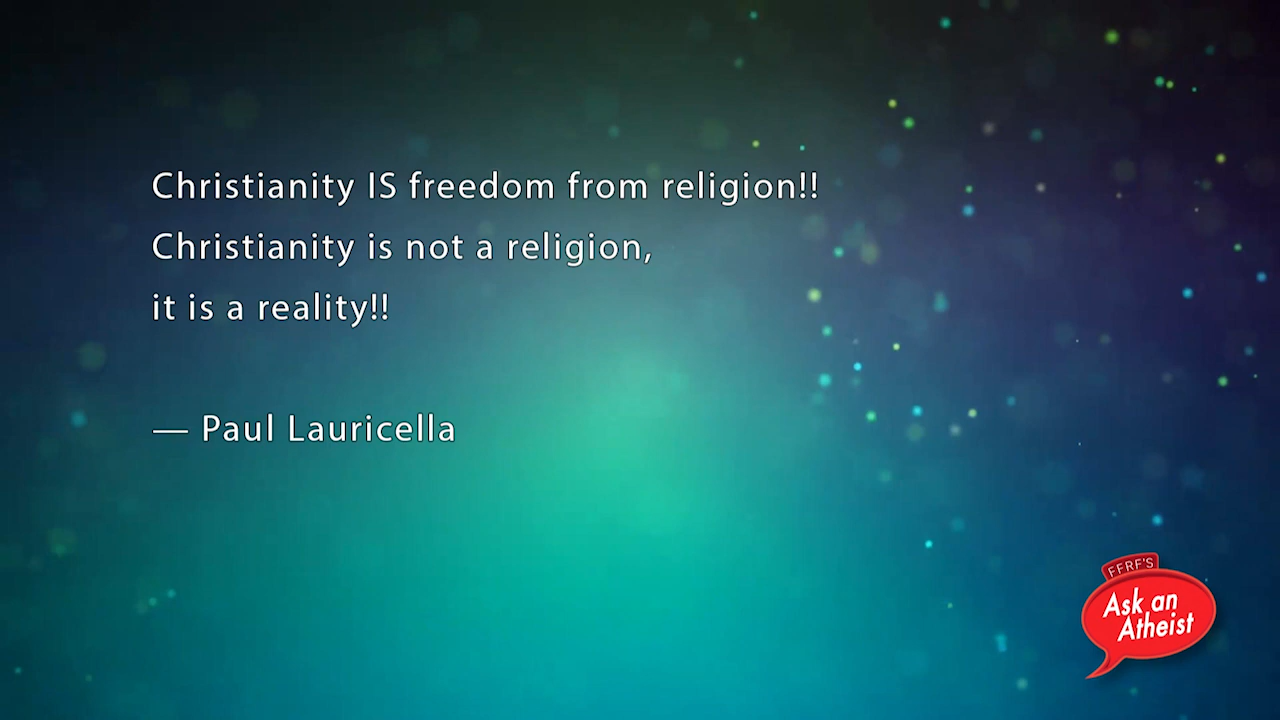 Christianity IS freedom from religion!!
Christianity is not a religion,
it is a reality!!
— Paul Lauricella
FFRF'S
Ask an
Atheist